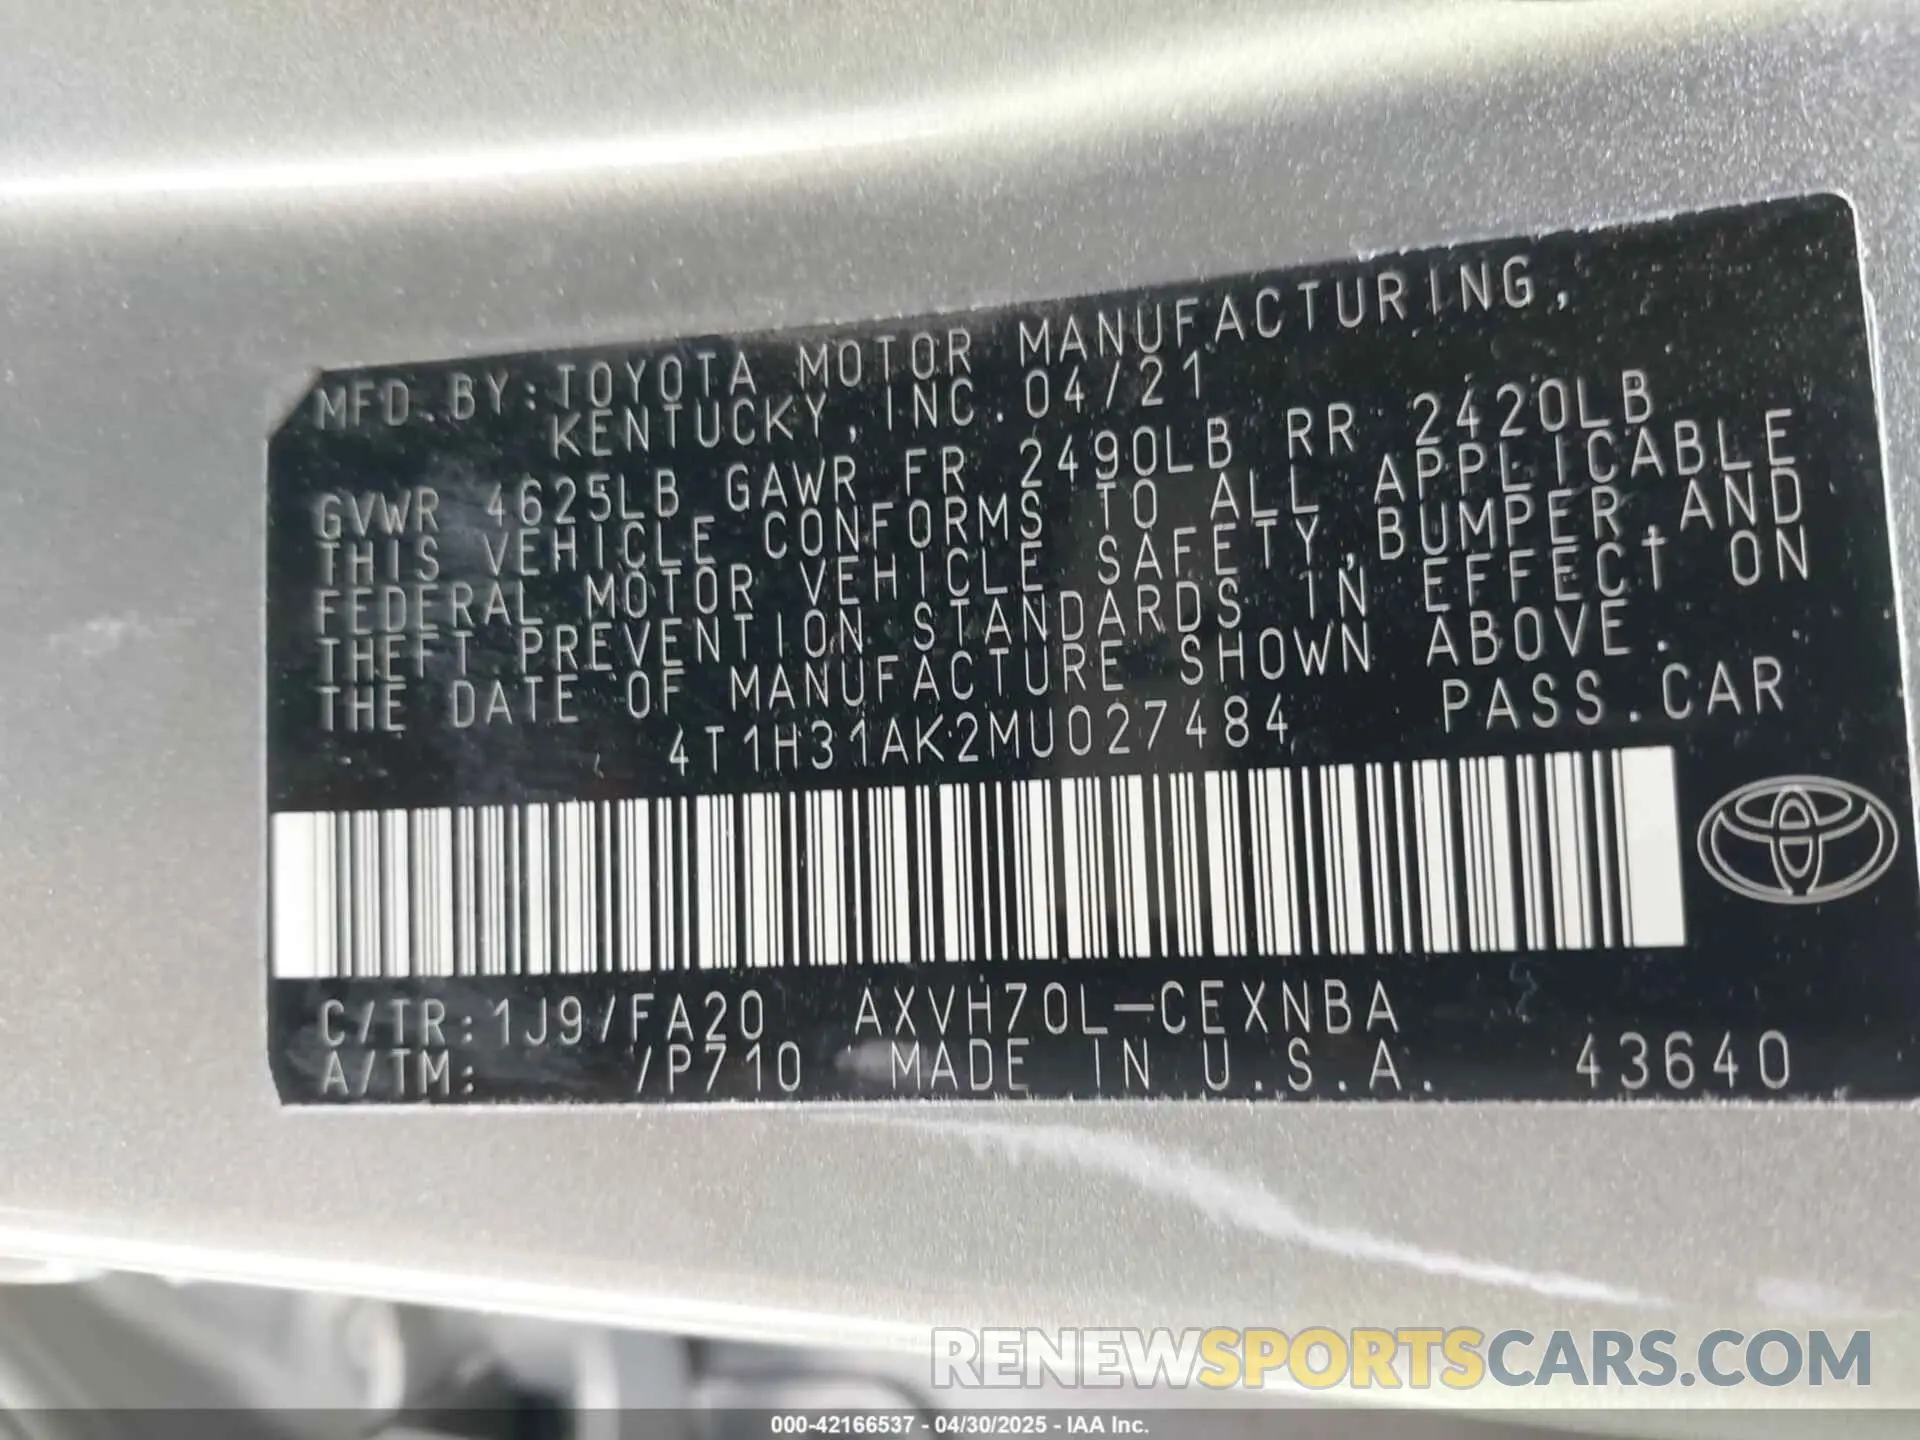 MFD. BY: TOYOTA MOTOR MANUFACTURING,
KENTUCKY, INC. 04/21
GVWR 4625LB GAWR FR 2490LB RR 2420LB
THIS VEHICLE CONFORMS TO ALL APPLICABLE
FEDERAL MOTOR VEHICLE SAFETY, BUMPER, AND
THEFT PREVENTION STANDARDS IN EFFECT ON
THE DATE OF MANUFACTURE SHOWN ABOVE.
4T1H31AK2MU027484 PASS.CAR
C/TR: 1J9/FA20 AXVH70L-CEXNBA
A/TM: /P710 MADE IN U.S.A. 43640
RENEWSPORTSCARS.COM
000-42166537 - 04/30/2025 - IAA Inc.